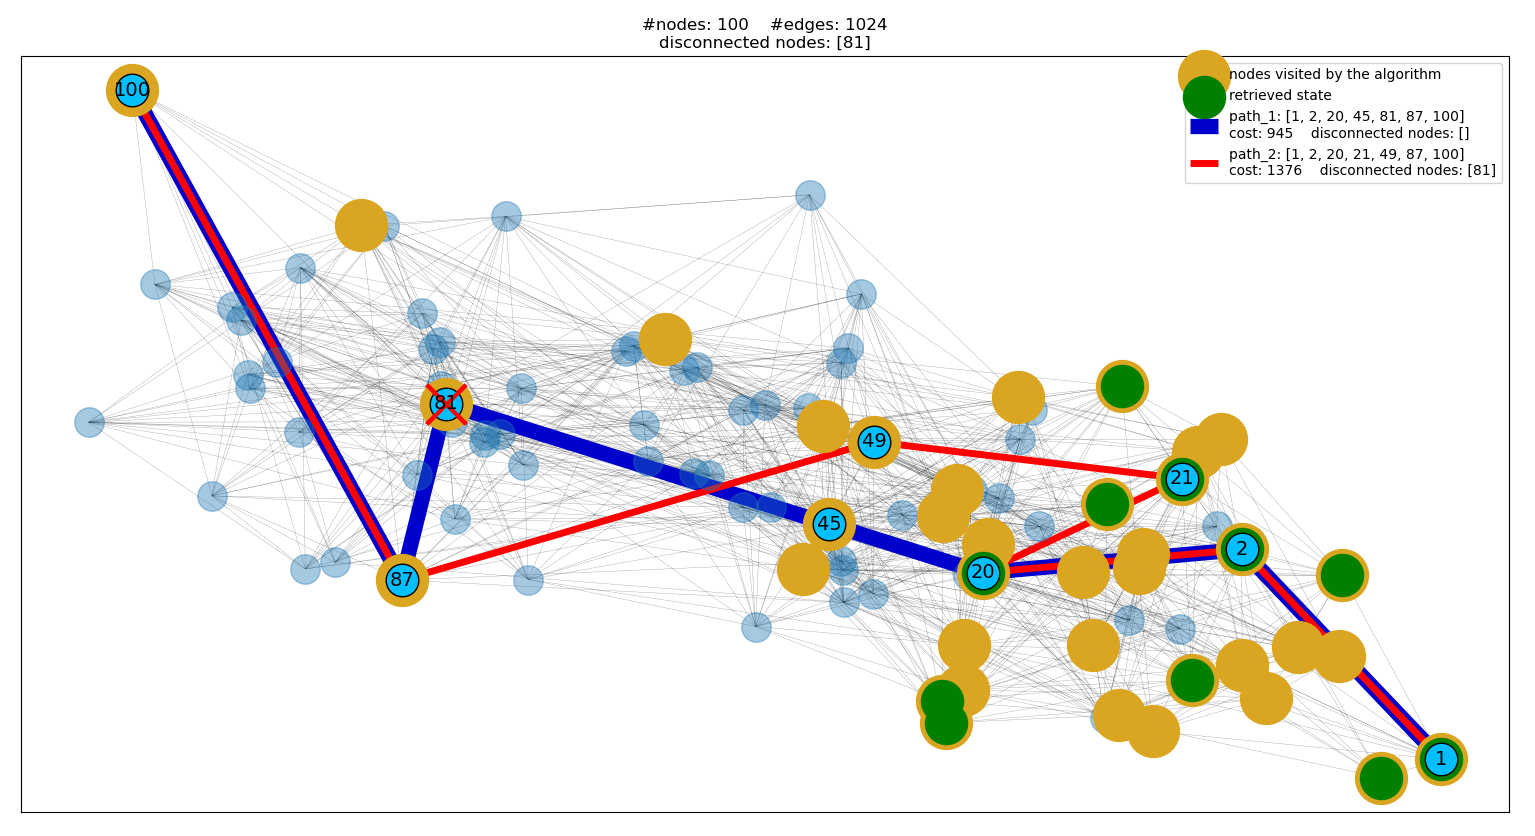 #nodes: 100    #edges: 1024
disconnected nodes: [81]
nodes visited by the algorithm
retrieved state
path_1: [1, 2, 20, 45, 81, 87, 100]
cost: 945    disconnected nodes: []
path_2: [1, 2, 20, 21, 49, 87, 100]
cost: 1376    disconnected nodes: [81]
100
81
49
21
45
2
20
87
1